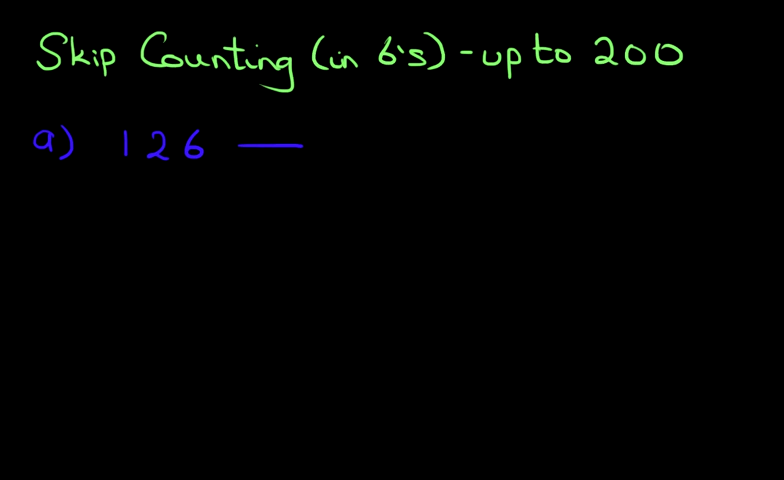 Skip Counting (in 6's) - up to 200
a) 126 —